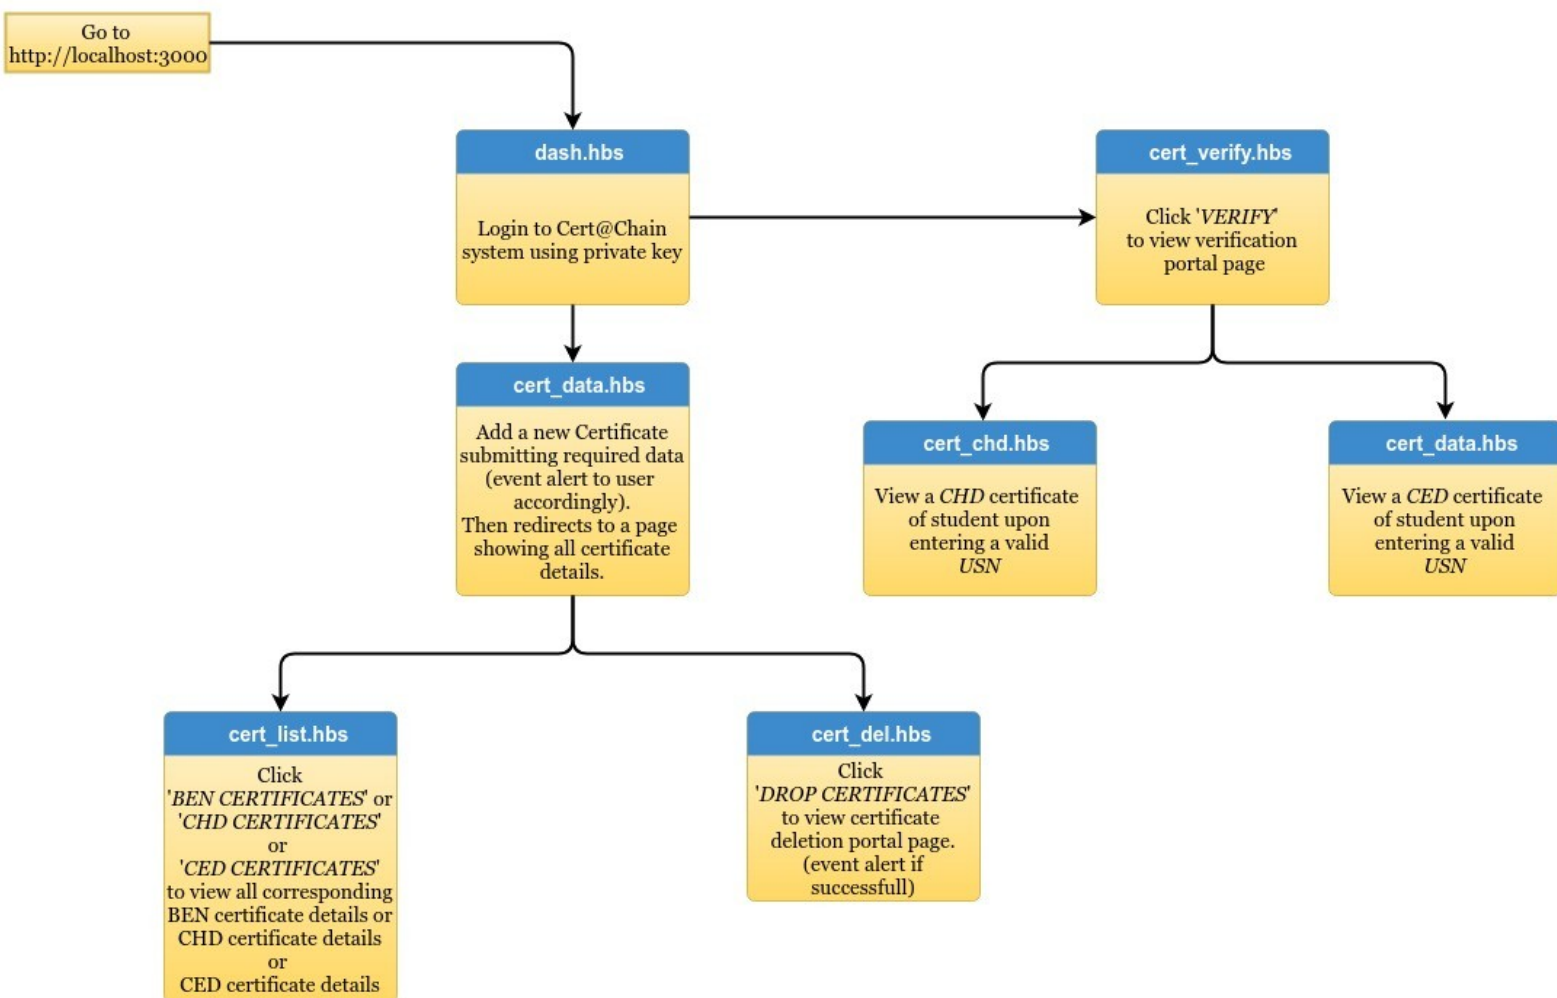 Go to
http://localhost:3000
dash.hbs
Login to Cert@Chain
system using private key
cert_verify.hbs
Click 'VERIFY'
to view verification
portal page
cert_data.hbs
Add a new Certificate
submitting required data
(event alert to user
accordingly).
Then redirects to a page
showing all certificate
details.
cert_chd.hbs
View a CHD certificate
of student upon
entering a valid
USN
cert_data.hbs
View a CED certificate
of student upon
entering a valid
USN
cert_list.hbs
Click
'BEN CERTIFICATES' or
'CHD CERTIFICATES'
or
'CED CERTIFICATES'
to view all corresponding
BEN certificate details or
CHD certificate details
or
CED certificate details
cert_del.hbs
Click
'DROP CERTIFICATES'
to view certificate
deletion portal page.
(event alert if
successfull)